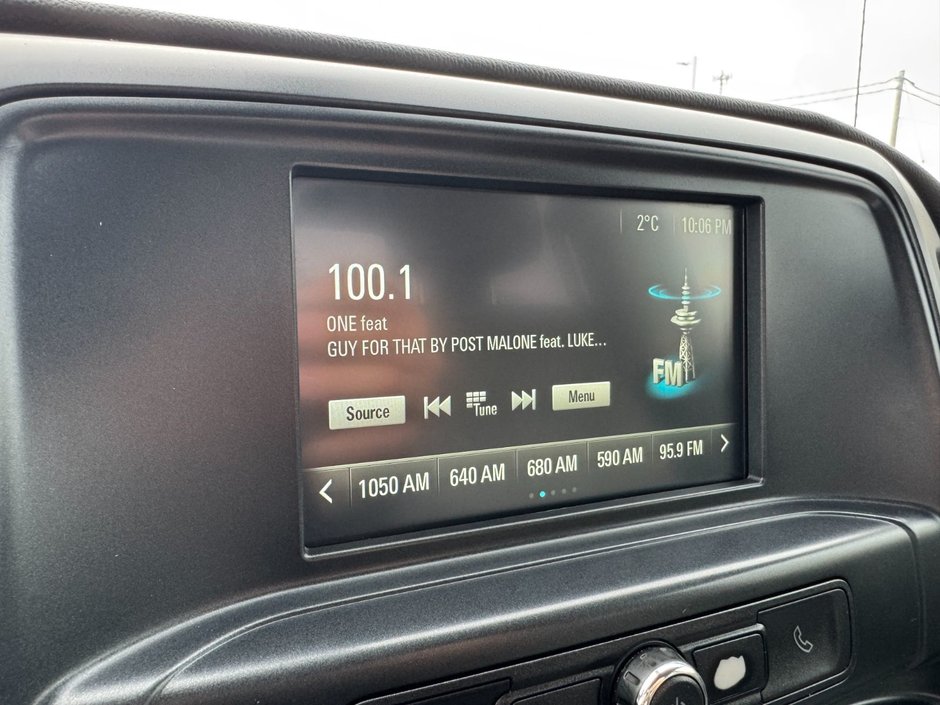 2°C 10:06 PM
100.1
ONE feat
GUY FOR THAT BY POST MALONE feat. LUKE...
FM
Source Tune Menu
1050 AM 640 AM 680 AM 590 AM 95.9 FM